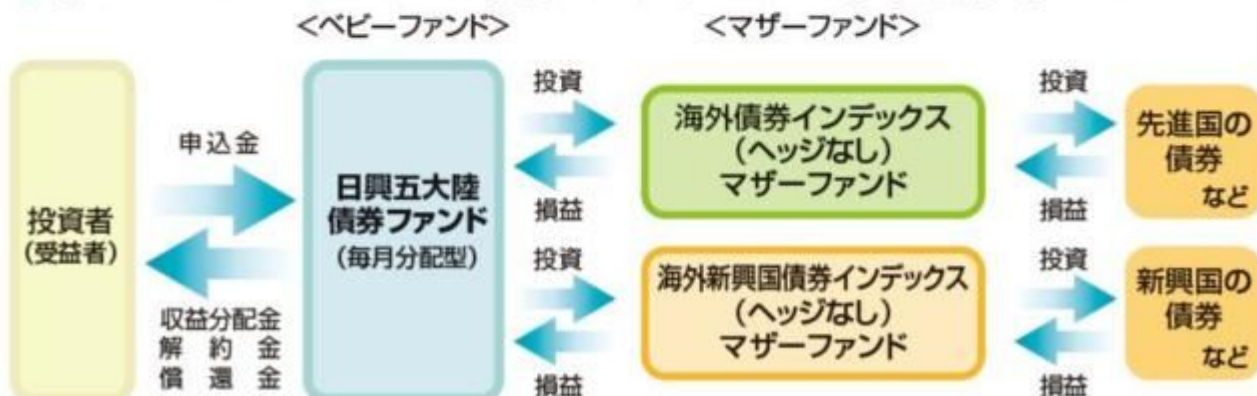 <ベビーファンド>
<マザーファンド>
投資者
(受益者)
申込金
収益分配金
解約金
償還金
日興五大陸
債券ファンド
(毎月分配型)
投資
損益
投資
損益
海外債券インデックス
(ヘッジなし)
マザーファンド
海外新興国債券インデックス
(ヘッジなし)
マザーファンド
投資
損益
投資
損益
先進国の
債券
など
新興国の
債券
など